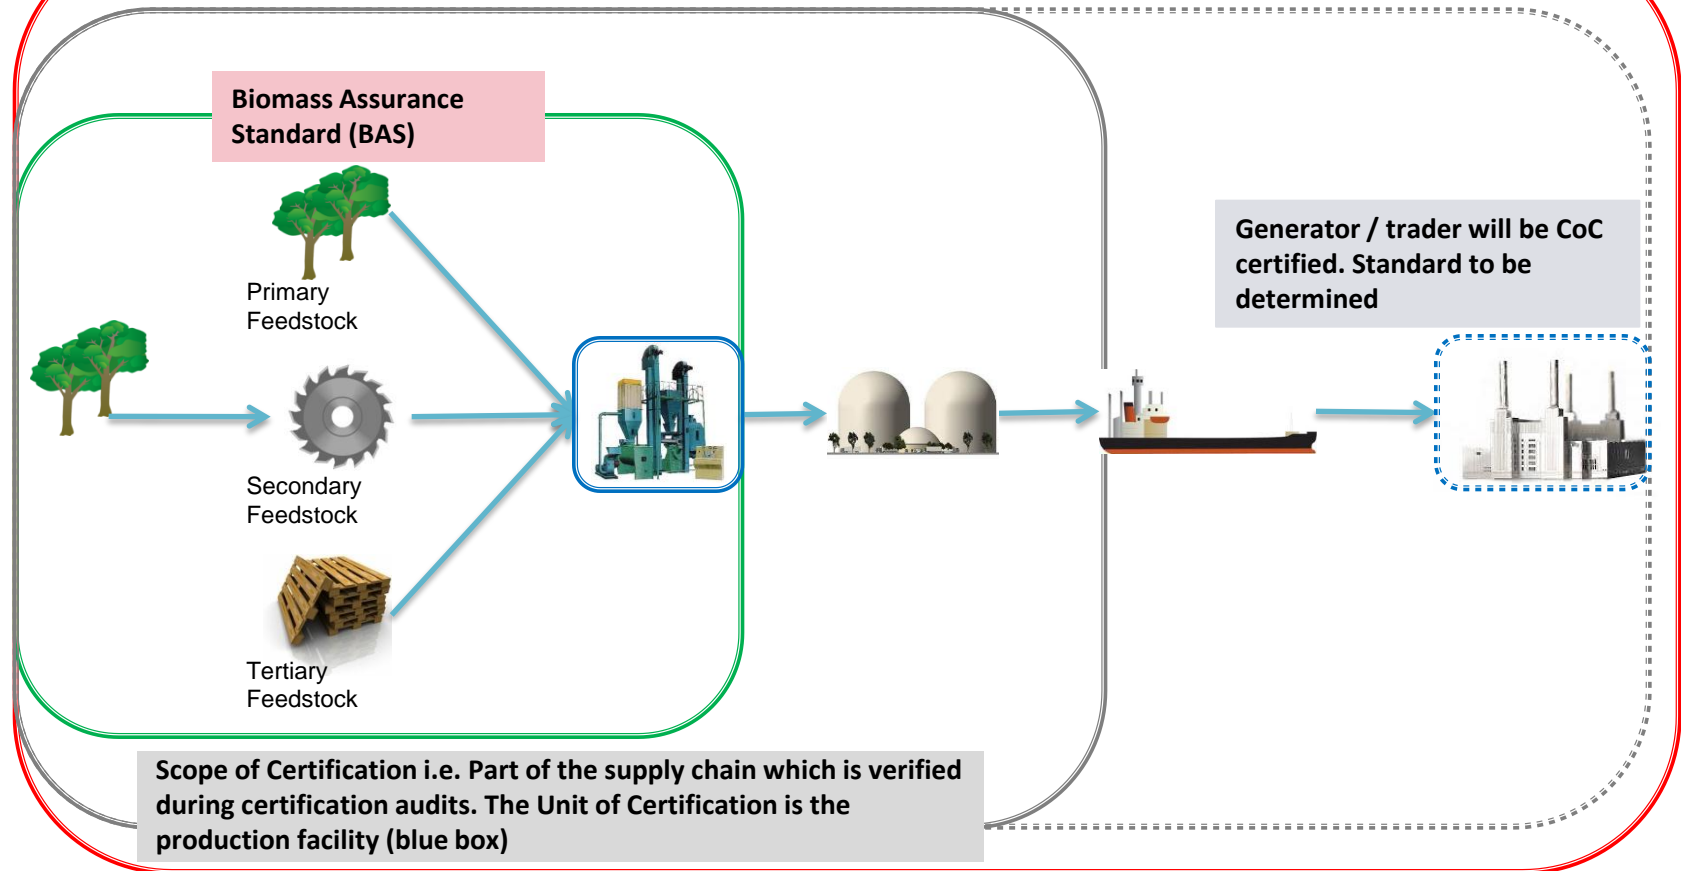 Biomass Assurance
Standard (BAS)
Primary
Feedstock
Generator / trader will be CoC
certified. Standard to be
determined
Secondary
Feedstock
Tertiary
Feedstock
Scope of Certification i.e. Part of the supply chain which is verified
during certification audits. The Unit of Certification is the
production facility (blue box)